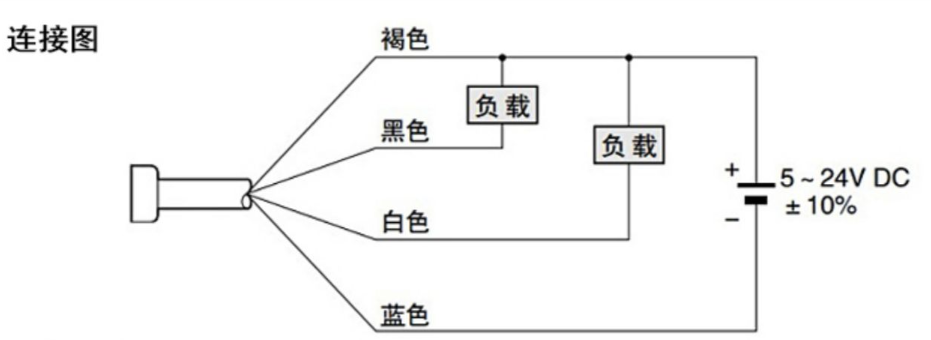 连接图
褐色
负载
黑色
负载
+
5 ~ 24V DC
± 10%
−
白色
蓝色